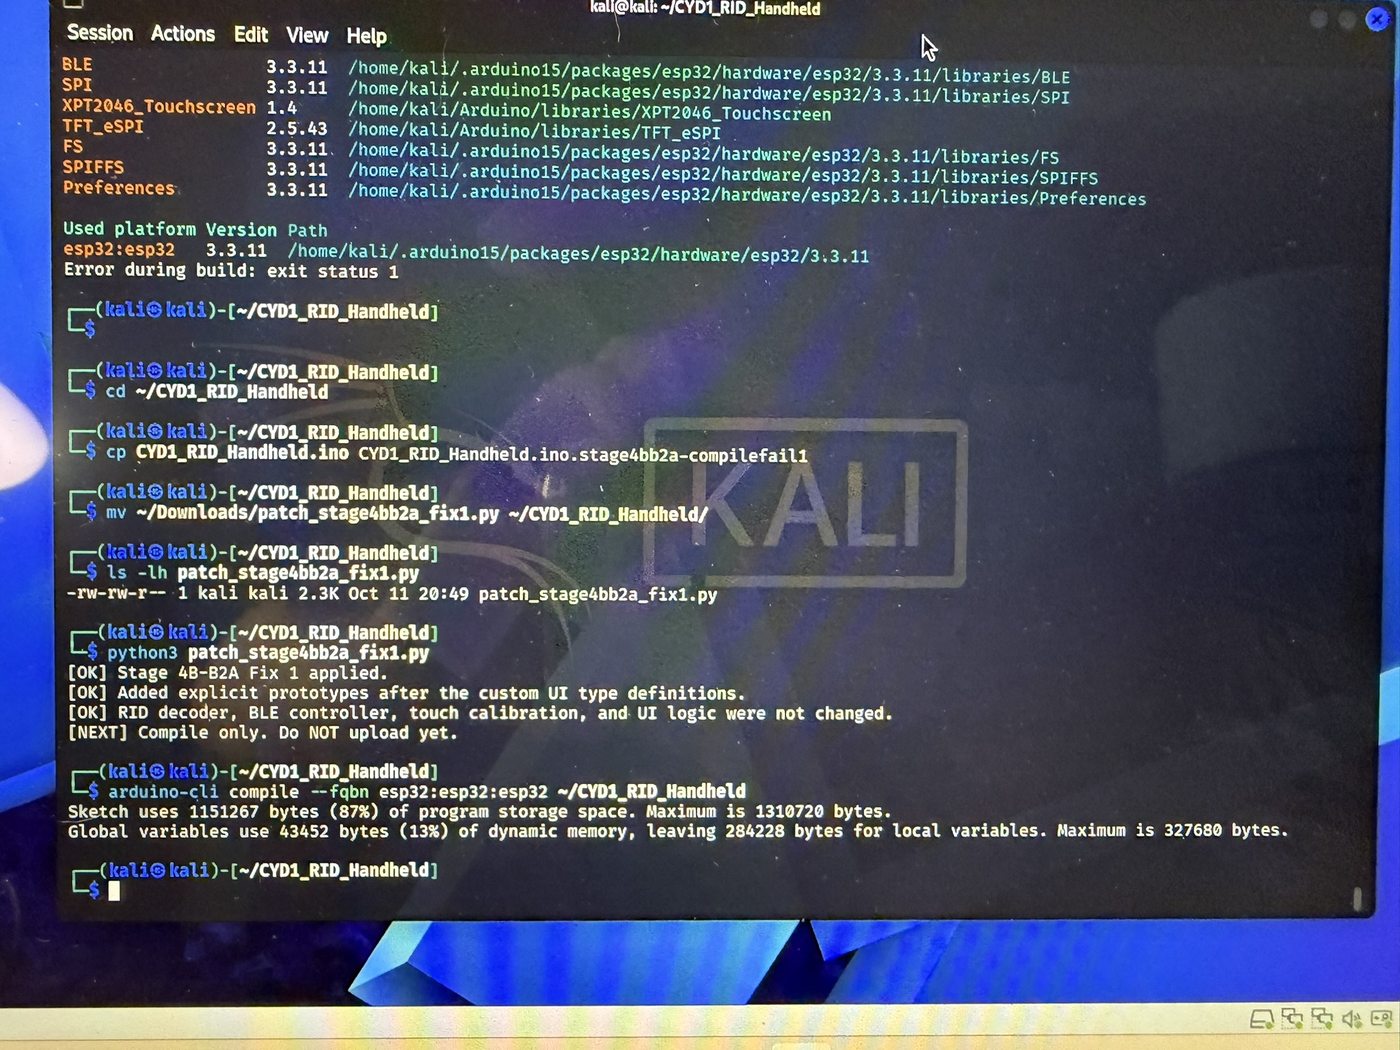 kali@kali: ~/CYD1_RID_Handheld
Session Actions Edit View Help
BLE 3.3.11 /home/kali/.arduino15/packages/esp32/hardware/esp32/3.3.11/libraries/BLE
SPI 3.3.11 /home/kali/.arduino15/packages/esp32/hardware/esp32/3.3.11/libraries/SPI
XPT2046_Touchscreen 1.4 /home/kali/Arduino/libraries/XPT2046_Touchscreen
TFT_eSPI 2.5.43 /home/kali/Arduino/libraries/TFT_eSPI
FS 3.3.11 /home/kali/.arduino15/packages/esp32/hardware/esp32/3.3.11/libraries/FS
SPIFFS 3.3.11 /home/kali/.arduino15/packages/esp32/hardware/esp32/3.3.11/libraries/SPIFFS
Preferences 3.3.11 /home/kali/.arduino15/packages/esp32/hardware/esp32/3.3.11/libraries/Preferences
Used platform Version Path
esp32:esp32 3.3.11 /home/kali/.arduino15/packages/esp32/hardware/esp32/3.3.11
Error during build: exit status 1
┌──(kali㉿kali)-[~/CYD1_RID_Handheld]
└─$
┌──(kali㉿kali)-[~/CYD1_RID_Handheld]
└─$ cd ~/CYD1_RID_Handheld
┌──(kali㉿kali)-[~/CYD1_RID_Handheld]
└─$ cp CYD1_RID_Handheld.ino CYD1_RID_Handheld.ino.stage4bb2a-compilefail1
┌──(kali㉿kali)-[~/CYD1_RID_Handheld]
└─$ mv ~/Downloads/patch_stage4bb2a_fix1.py ~/CYD1_RID_Handheld/
┌──(kali㉿kali)-[~/CYD1_RID_Handheld]
└─$ ls -lh patch_stage4bb2a_fix1.py
-rw-rw-r-- 1 kali kali 2.3K Oct 11 20:49 patch_stage4bb2a_fix1.py
┌──(kali㉿kali)-[~/CYD1_RID_Handheld]
└─$ python3 patch_stage4bb2a_fix1.py
[OK] Stage 4B-B2A Fix 1 applied.
[OK] Added explicit prototypes after the custom UI type definitions.
[OK] RID decoder, BLE controller, touch calibration, and UI logic were not changed.
[NEXT] Compile only. Do NOT upload yet.
┌──(kali㉿kali)-[~/CYD1_RID_Handheld]
└─$ arduino-cli compile --fqbn esp32:esp32:esp32 ~/CYD1_RID_Handheld
Sketch uses 1151267 bytes (87%) of program storage space. Maximum is 1310720 bytes.
Global variables use 43452 bytes (13%) of dynamic memory, leaving 284228 bytes for local variables. Maximum is 327680 bytes.
┌──(kali㉿kali)-[~/CYD1_RID_Handheld]
└─$
KALI